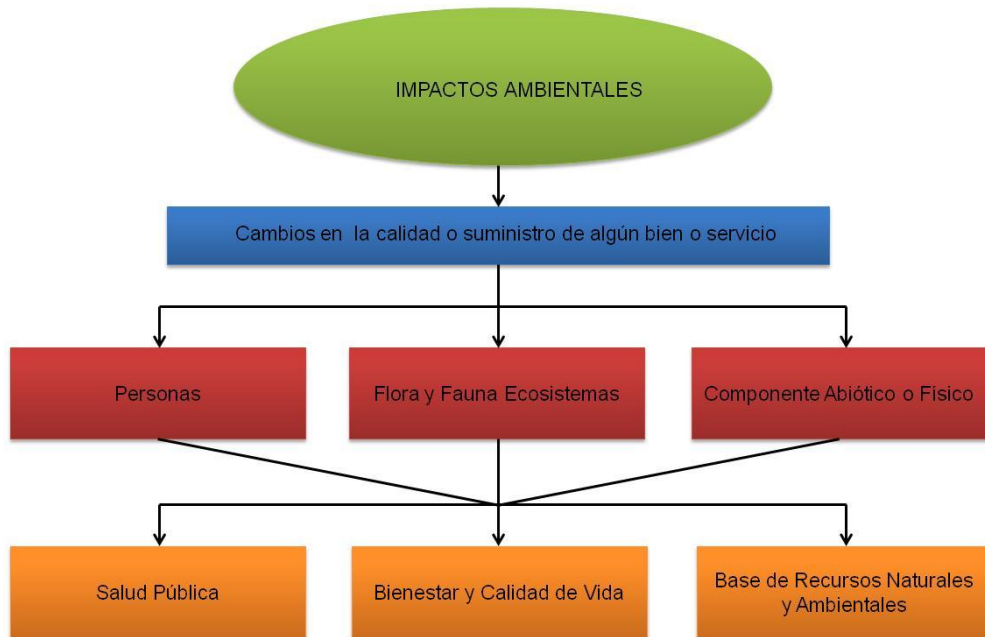 IMPACTOS AMBIENTALES
Cambios en la calidad o suministro de algún bien o servicio
Personas
Flora y Fauna Ecosistemas
Componente Abiótico o Físico
Salud Pública
Bienestar y Calidad de Vida
Base de Recursos Naturales
y Ambientales